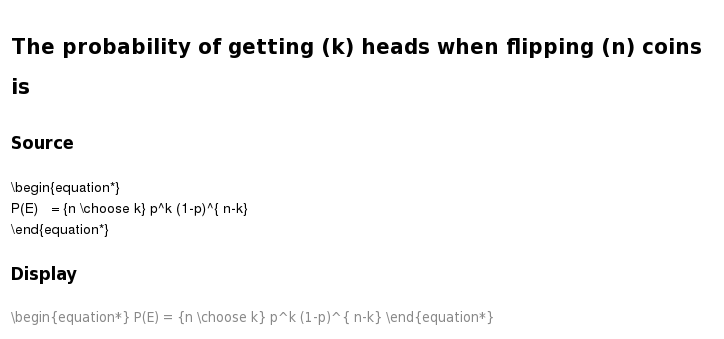 The probability of getting (k) heads when flipping (n) coins
is
Source
\begin{equation*}
P(E)   = {n \choose k} p^k (1-p)^{ n-k}
\end{equation*}
Display
\begin{equation*} P(E) = {n \choose k} p^k (1-p)^{ n-k} \end{equation*}